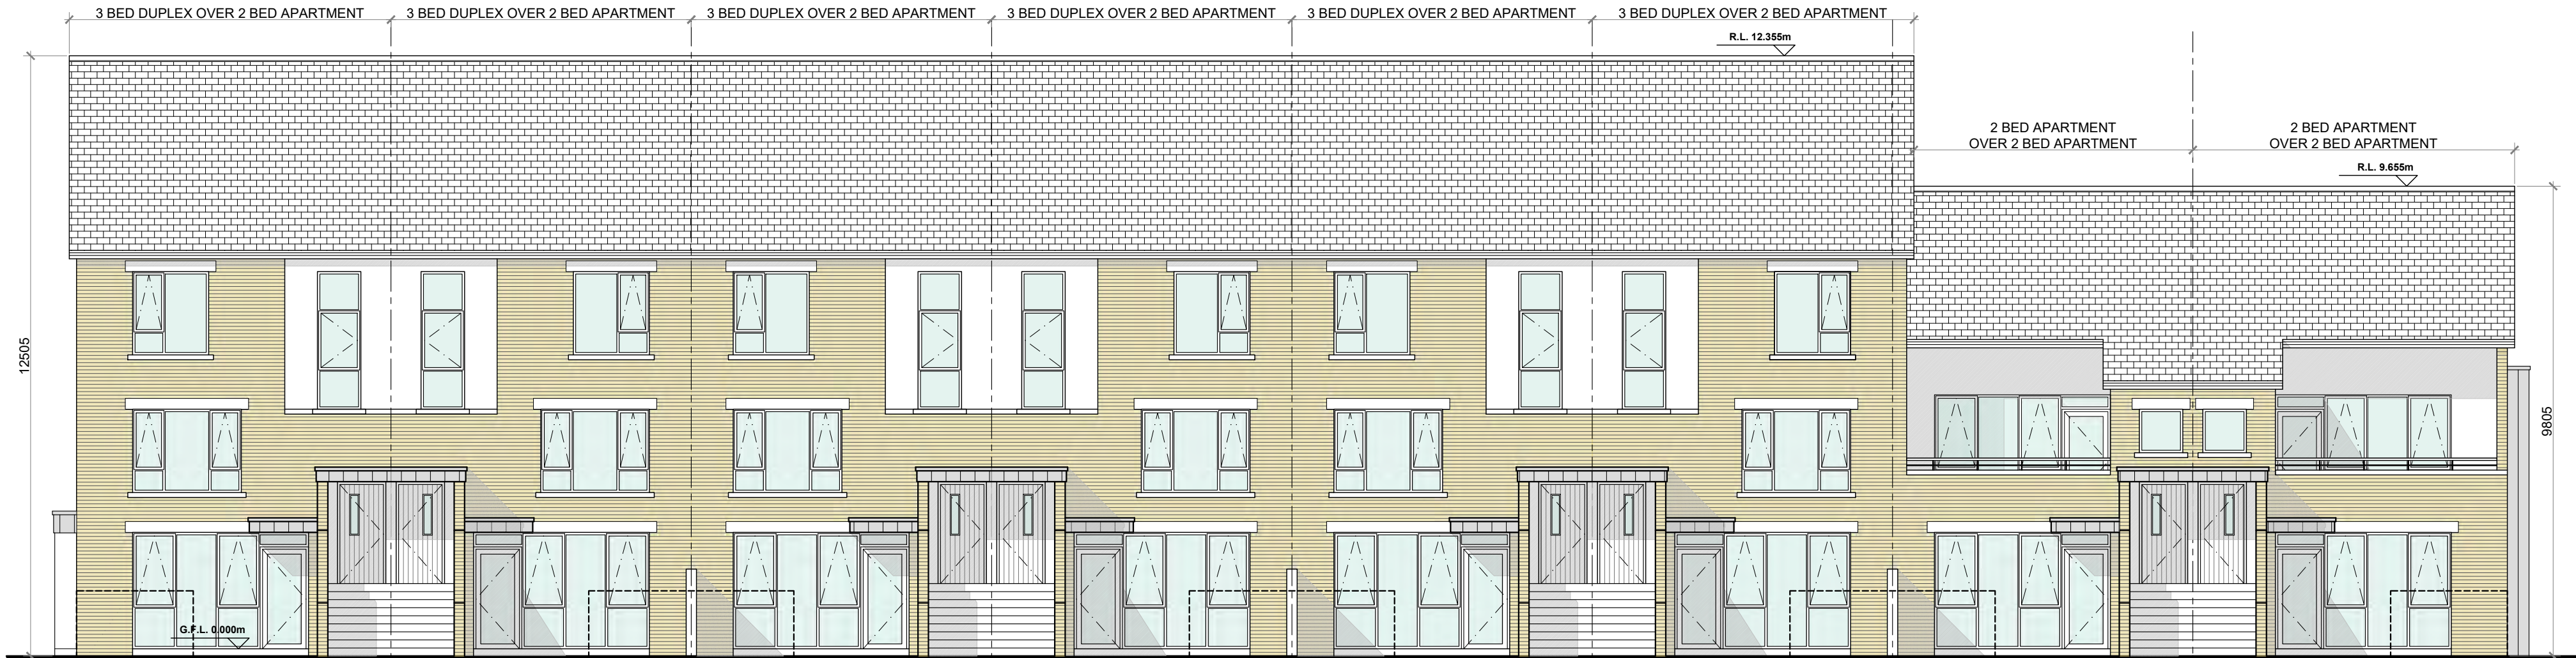 3 BED DUPLEX OVER 2 BED APARTMENT
3 BED DUPLEX OVER 2 BED APARTMENT
3 BED DUPLEX OVER 2 BED APARTMENT
3 BED DUPLEX OVER 2 BED APARTMENT
3 BED DUPLEX OVER 2 BED APARTMENT
3 BED DUPLEX OVER 2 BED APARTMENT
R.L. 12.355m
2 BED APARTMENT
OVER 2 BED APARTMENT
2 BED APARTMENT
OVER 2 BED APARTMENT
R.L. 9.655m
12505
9805
G.F.L. 0.000m